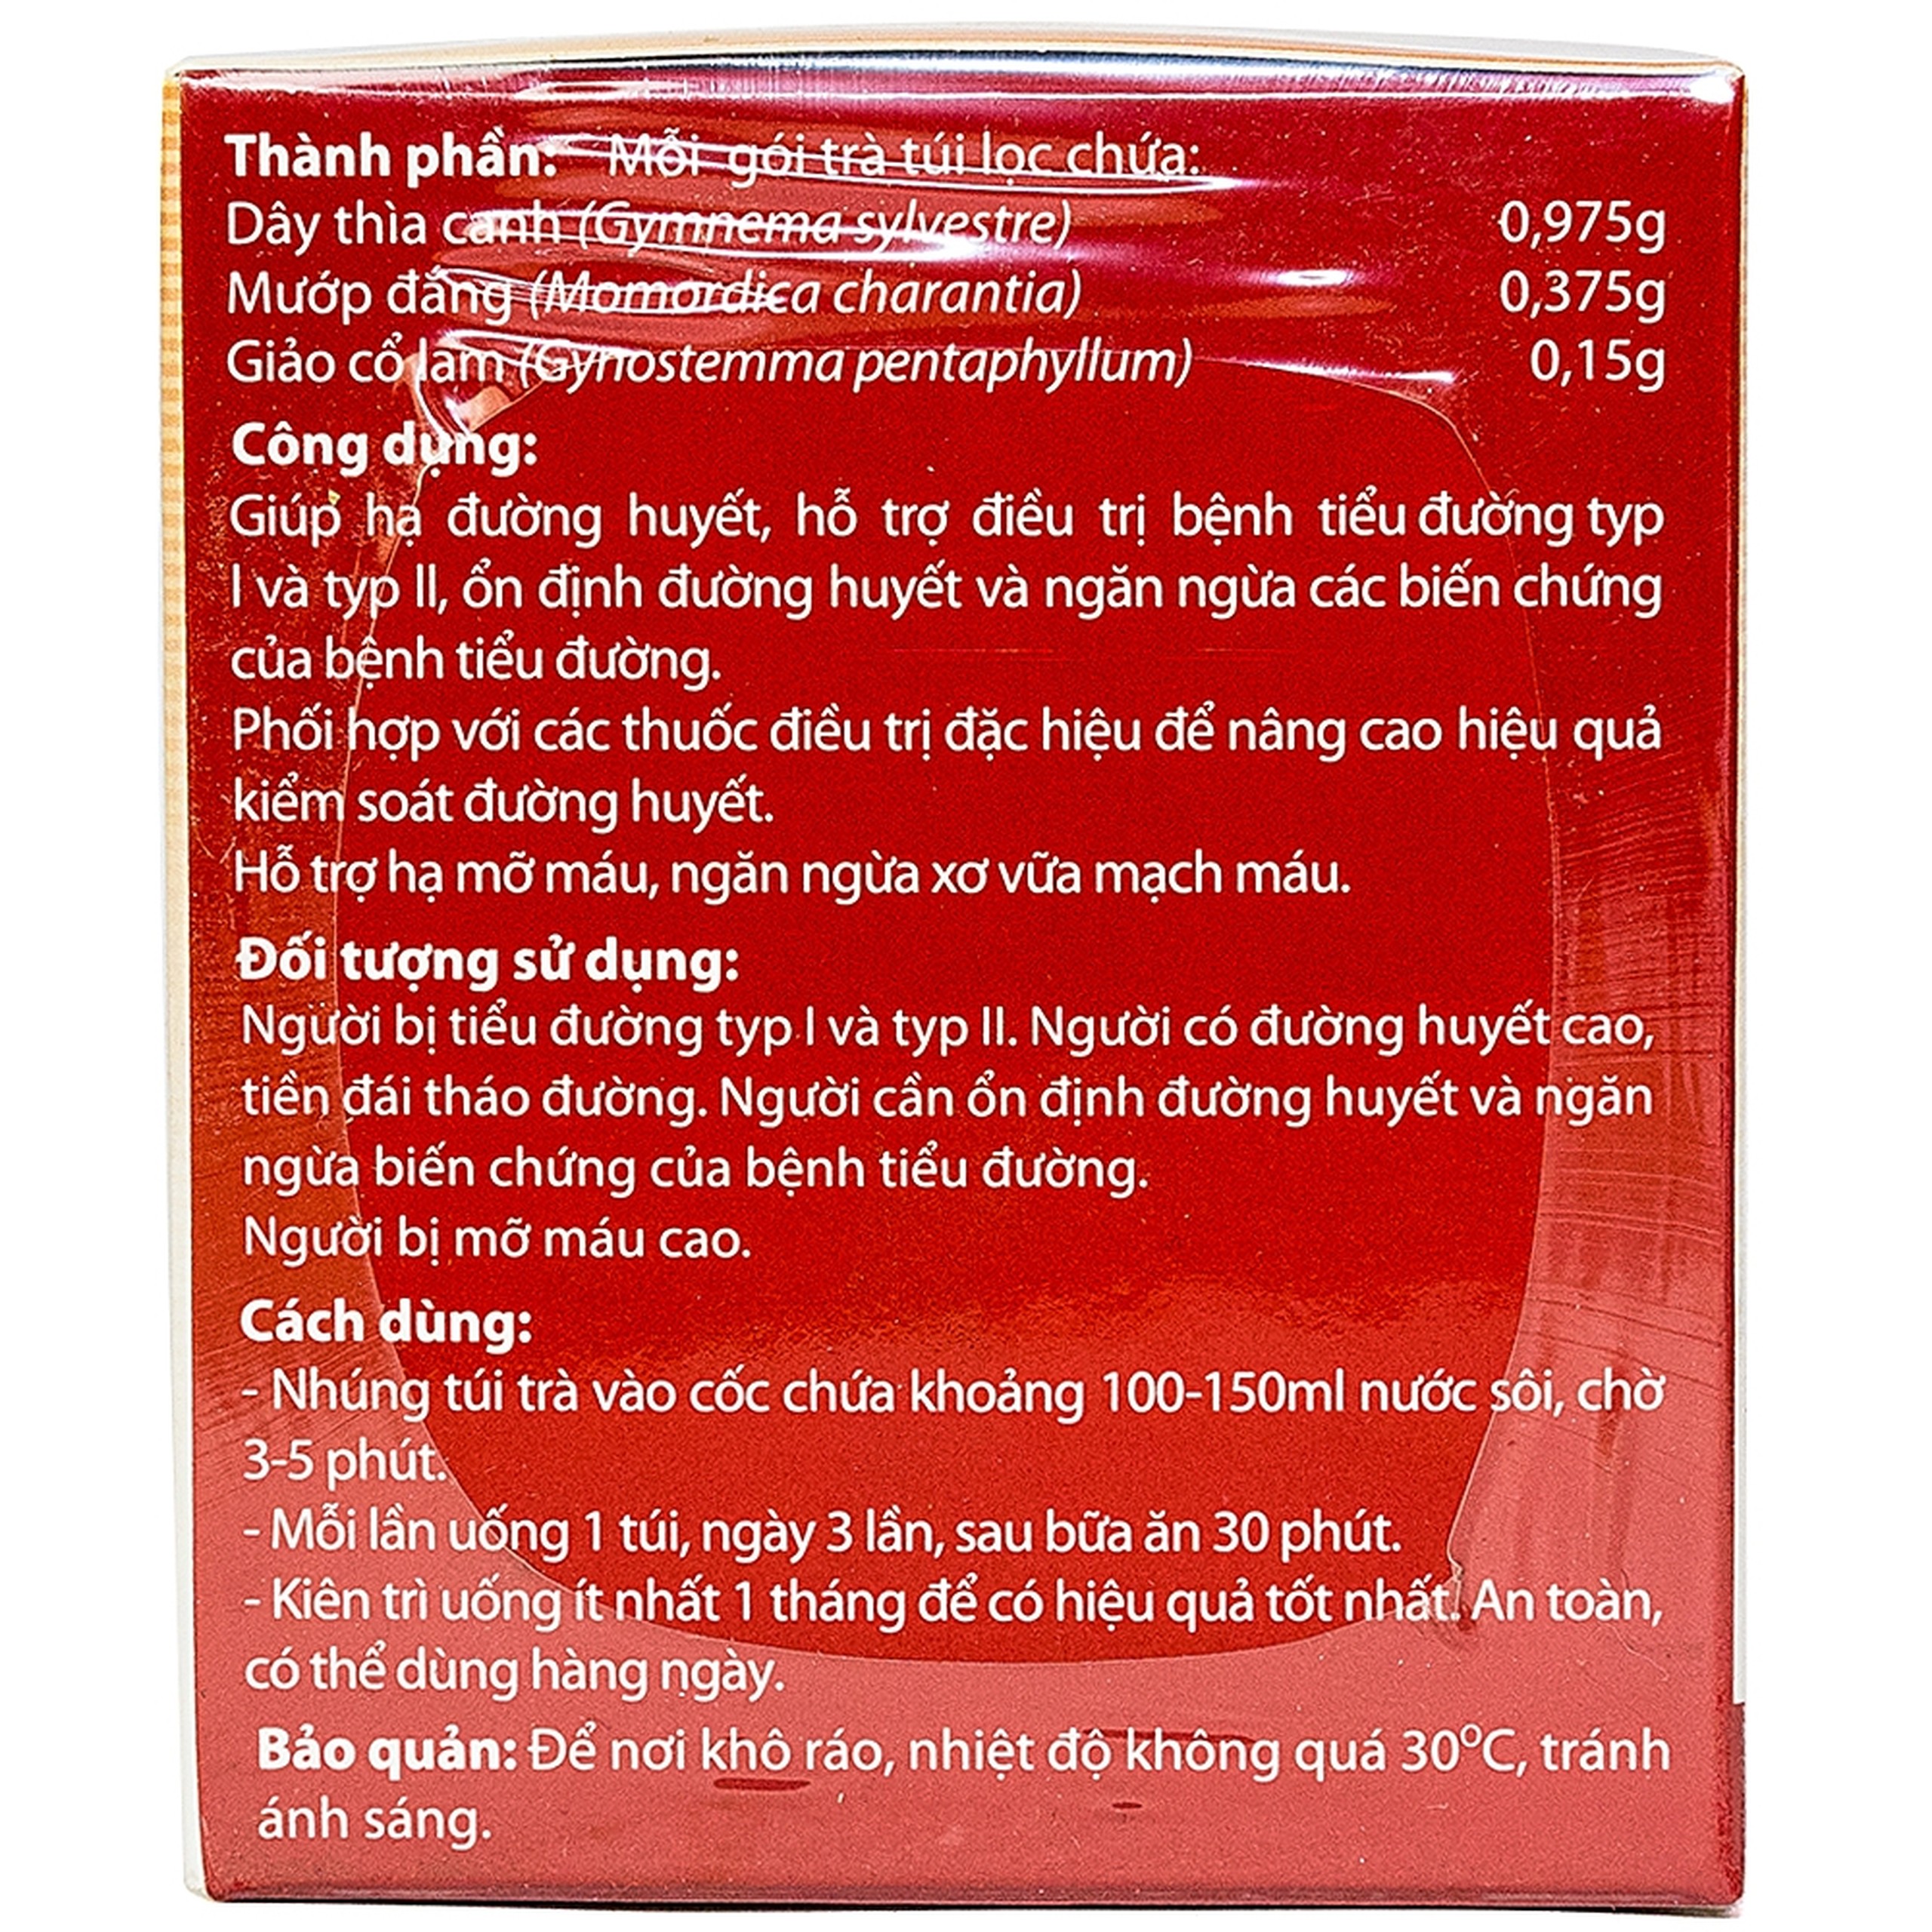 Thành phần: Mỗi gói trà túi lọc chứa:
Dây thìa canh (Gymnema sylvestre) 0,975g
Mướp đắng (Momordica charantia) 0,375g
Giảo cổ lam (Gynostemma pentaphyllum) 0,15g
Công dụng:
Giúp hạ đường huyết, hỗ trợ điều trị bệnh tiểu đường typ
I và typ II, ổn định đường huyết và ngăn ngừa các biến chứng
của bệnh tiểu đường.
Phối hợp với các thuốc điều trị đặc hiệu để nâng cao hiệu quả
kiểm soát đường huyết.
Hỗ trợ hạ mỡ máu, ngăn ngừa xơ vữa mạch máu.
Đối tượng sử dụng:
Người bị tiểu đường typ I và typ II. Người có đường huyết cao,
tiền đái tháo đường. Người cần ổn định đường huyết và ngăn
ngừa biến chứng của bệnh tiểu đường.
Người bị mỡ máu cao.
Cách dùng:
- Nhúng túi trà vào cốc chứa khoảng 100-150ml nước sôi, chờ
3-5 phút.
- Mỗi lần uống 1 túi, ngày 3 lần, sau bữa ăn 30 phút.
- Kiên trì uống ít nhất 1 tháng để có hiệu quả tốt nhất. An toàn,
có thể dùng hàng ngày.
Bảo quản: Để nơi khô ráo, nhiệt độ không quá 30°C, tránh
ánh sáng.